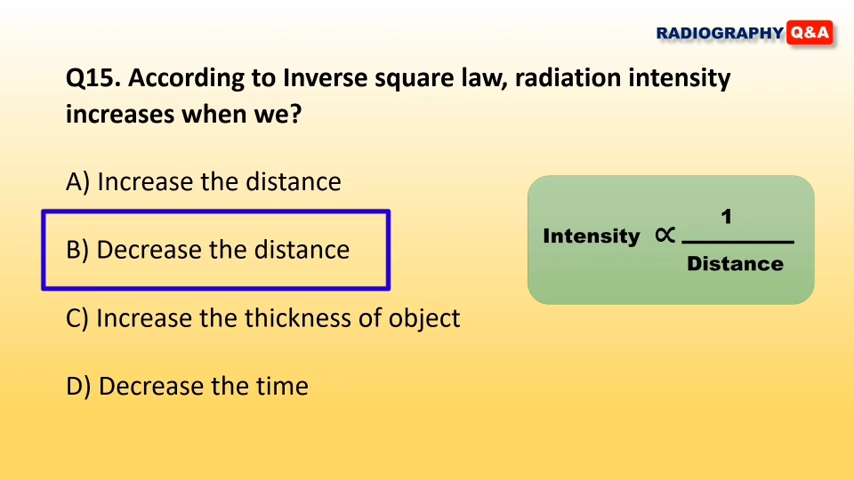 RADIOGRAPHY Q&A
Q15. According to Inverse square law, radiation intensity
increases when we?
A) Increase the distance
B) Decrease the distance
C) Increase the thickness of object
D) Decrease the time
Intensity ∝ 1
Distance